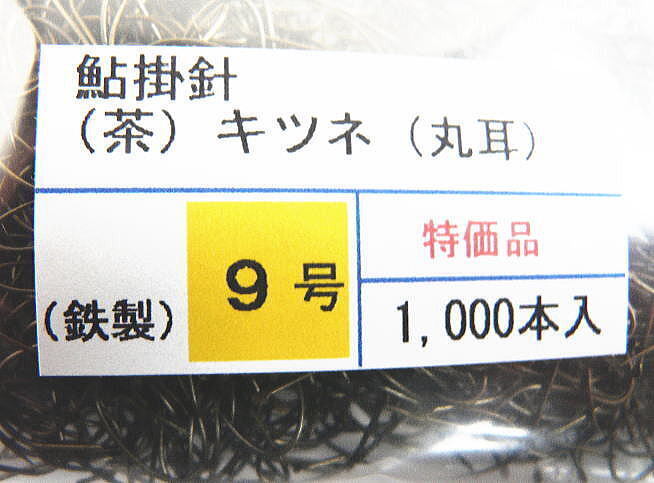 鮎掛針
（茶）キツネ（丸耳）
（鉄製）
9号
特価品
1,000本入